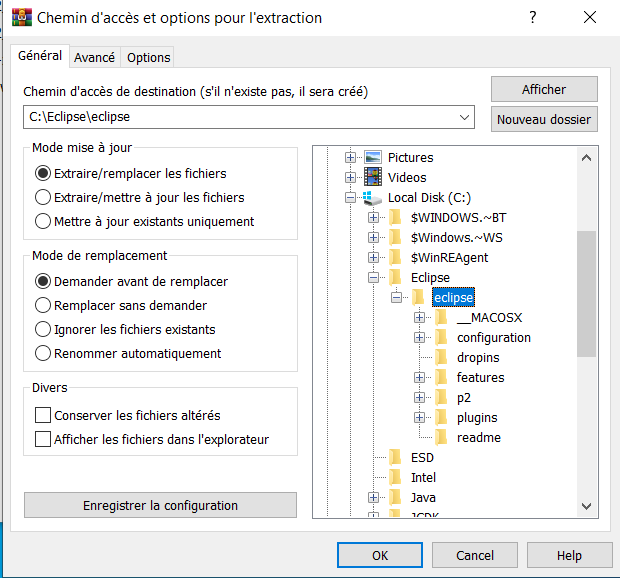 Chemin d'accès et options pour l'extraction
?
Général
Avancé
Options
Chemin d'accès de destination (s'il n'existe pas, il sera créé)
Afficher
C:\Eclipse\eclipse
Nouveau dossier
Mode mise à jour
Extraire/remplacer les fichiers
Extraire/mettre à jour les fichiers
Mettre à jour existants uniquement
Mode de remplacement
Demander avant de remplacer
Remplacer sans demander
Ignorer les fichiers existants
Renommer automatiquement
Divers
Conserver les fichiers altérés
Afficher les fichiers dans l'explorateur
Enregistrer la configuration
Pictures
Videos
Local Disk (C:)
$WINDOWS.~BT
$Windows.~WS
$WinREAgent
Eclipse
eclipse
__MACOSX
configuration
dropins
features
p2
plugins
readme
ESD
Intel
Java
JCDK
OK
Cancel
Help